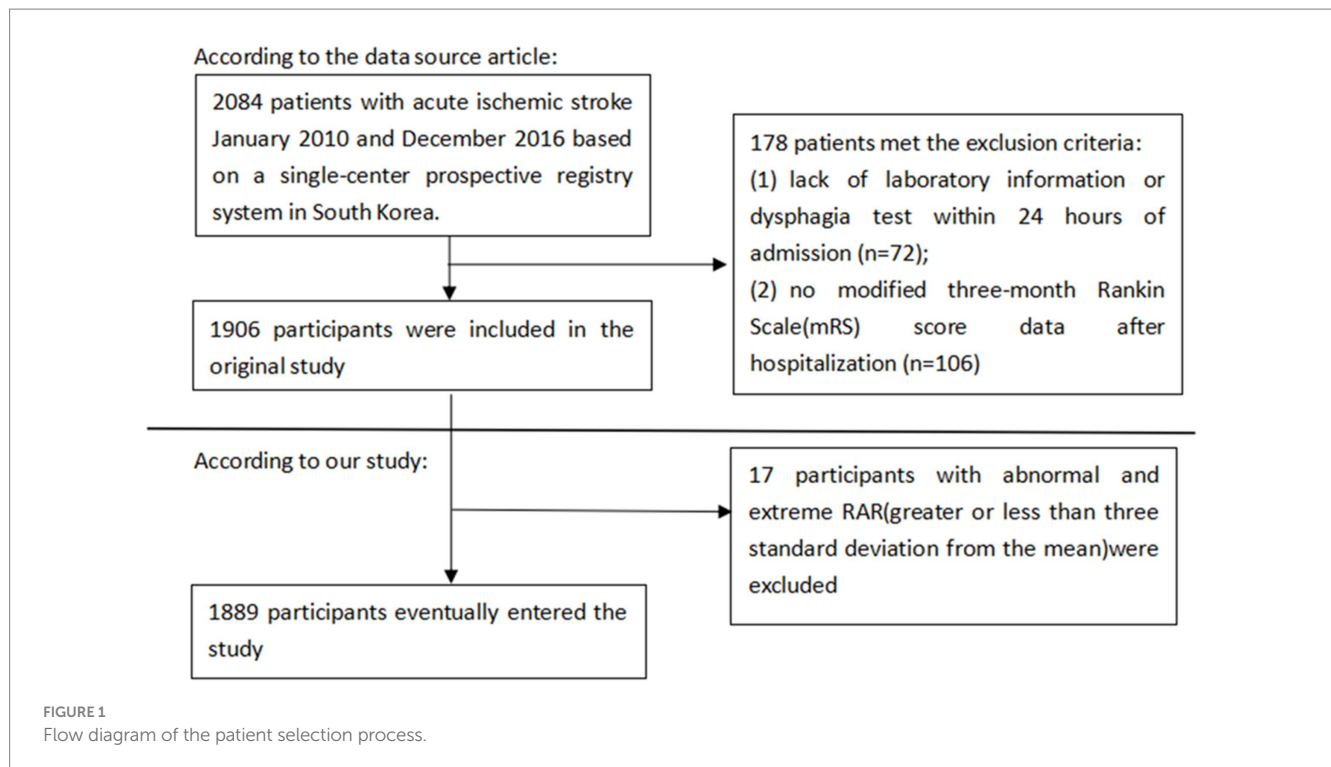 According to the data source article:
2084 patients with acute ischemic stroke
January 2010 and December 2016 based
on a single-center prospective registry
system in South Korea.
178 patients met the exclusion criteria:
(1) lack of laboratory information or
dysphagia test within 24 hours of
admission (n=72);
(2) no modified three-month Rankin
Scale(mRS) score data after
hospitalization (n=106)
1906 participants were included in the
original study
According to our study:
17 participants with abnormal and
extreme RAR(greater or less than three
standard deviation from the mean)were
excluded
1889 participants eventually entered the
study
FIGURE 1
Flow diagram of the patient selection process.